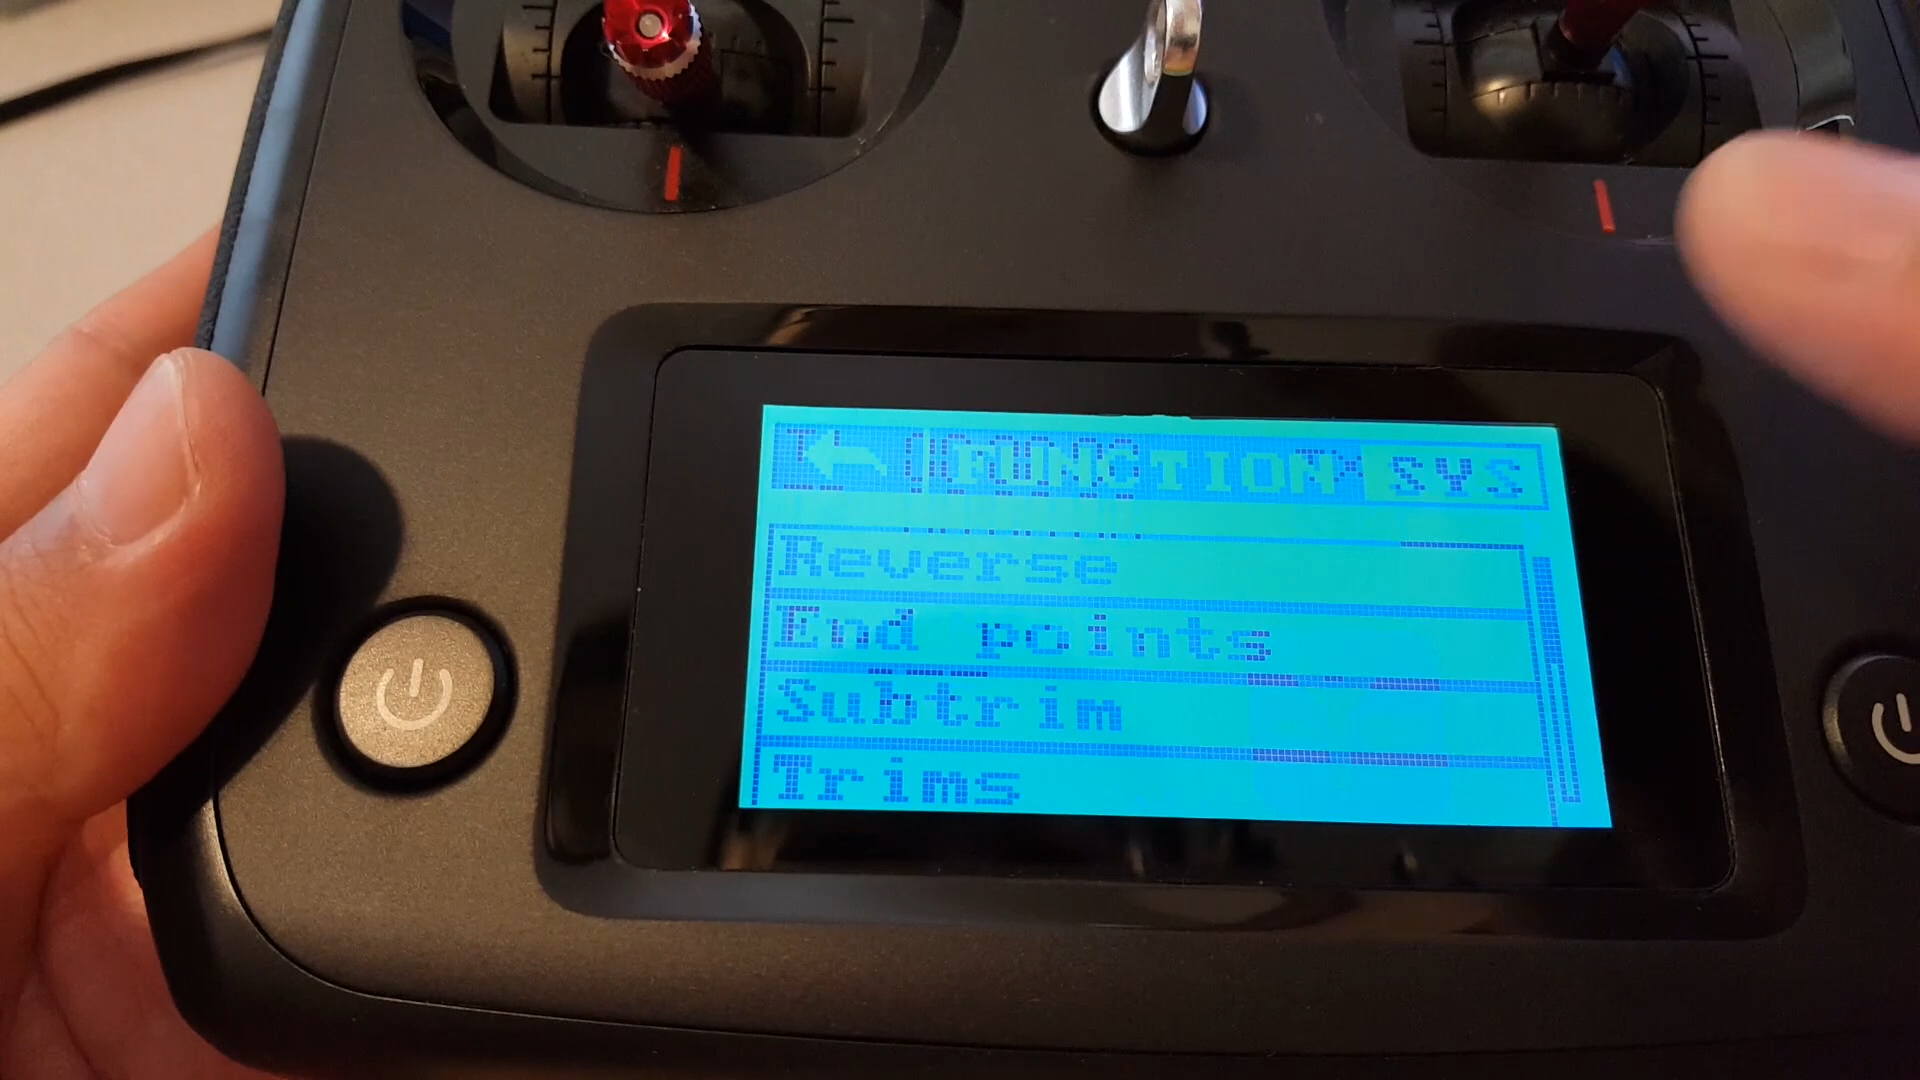 FUNCTION SYS
Reverse
End points
Subtrim
Trims